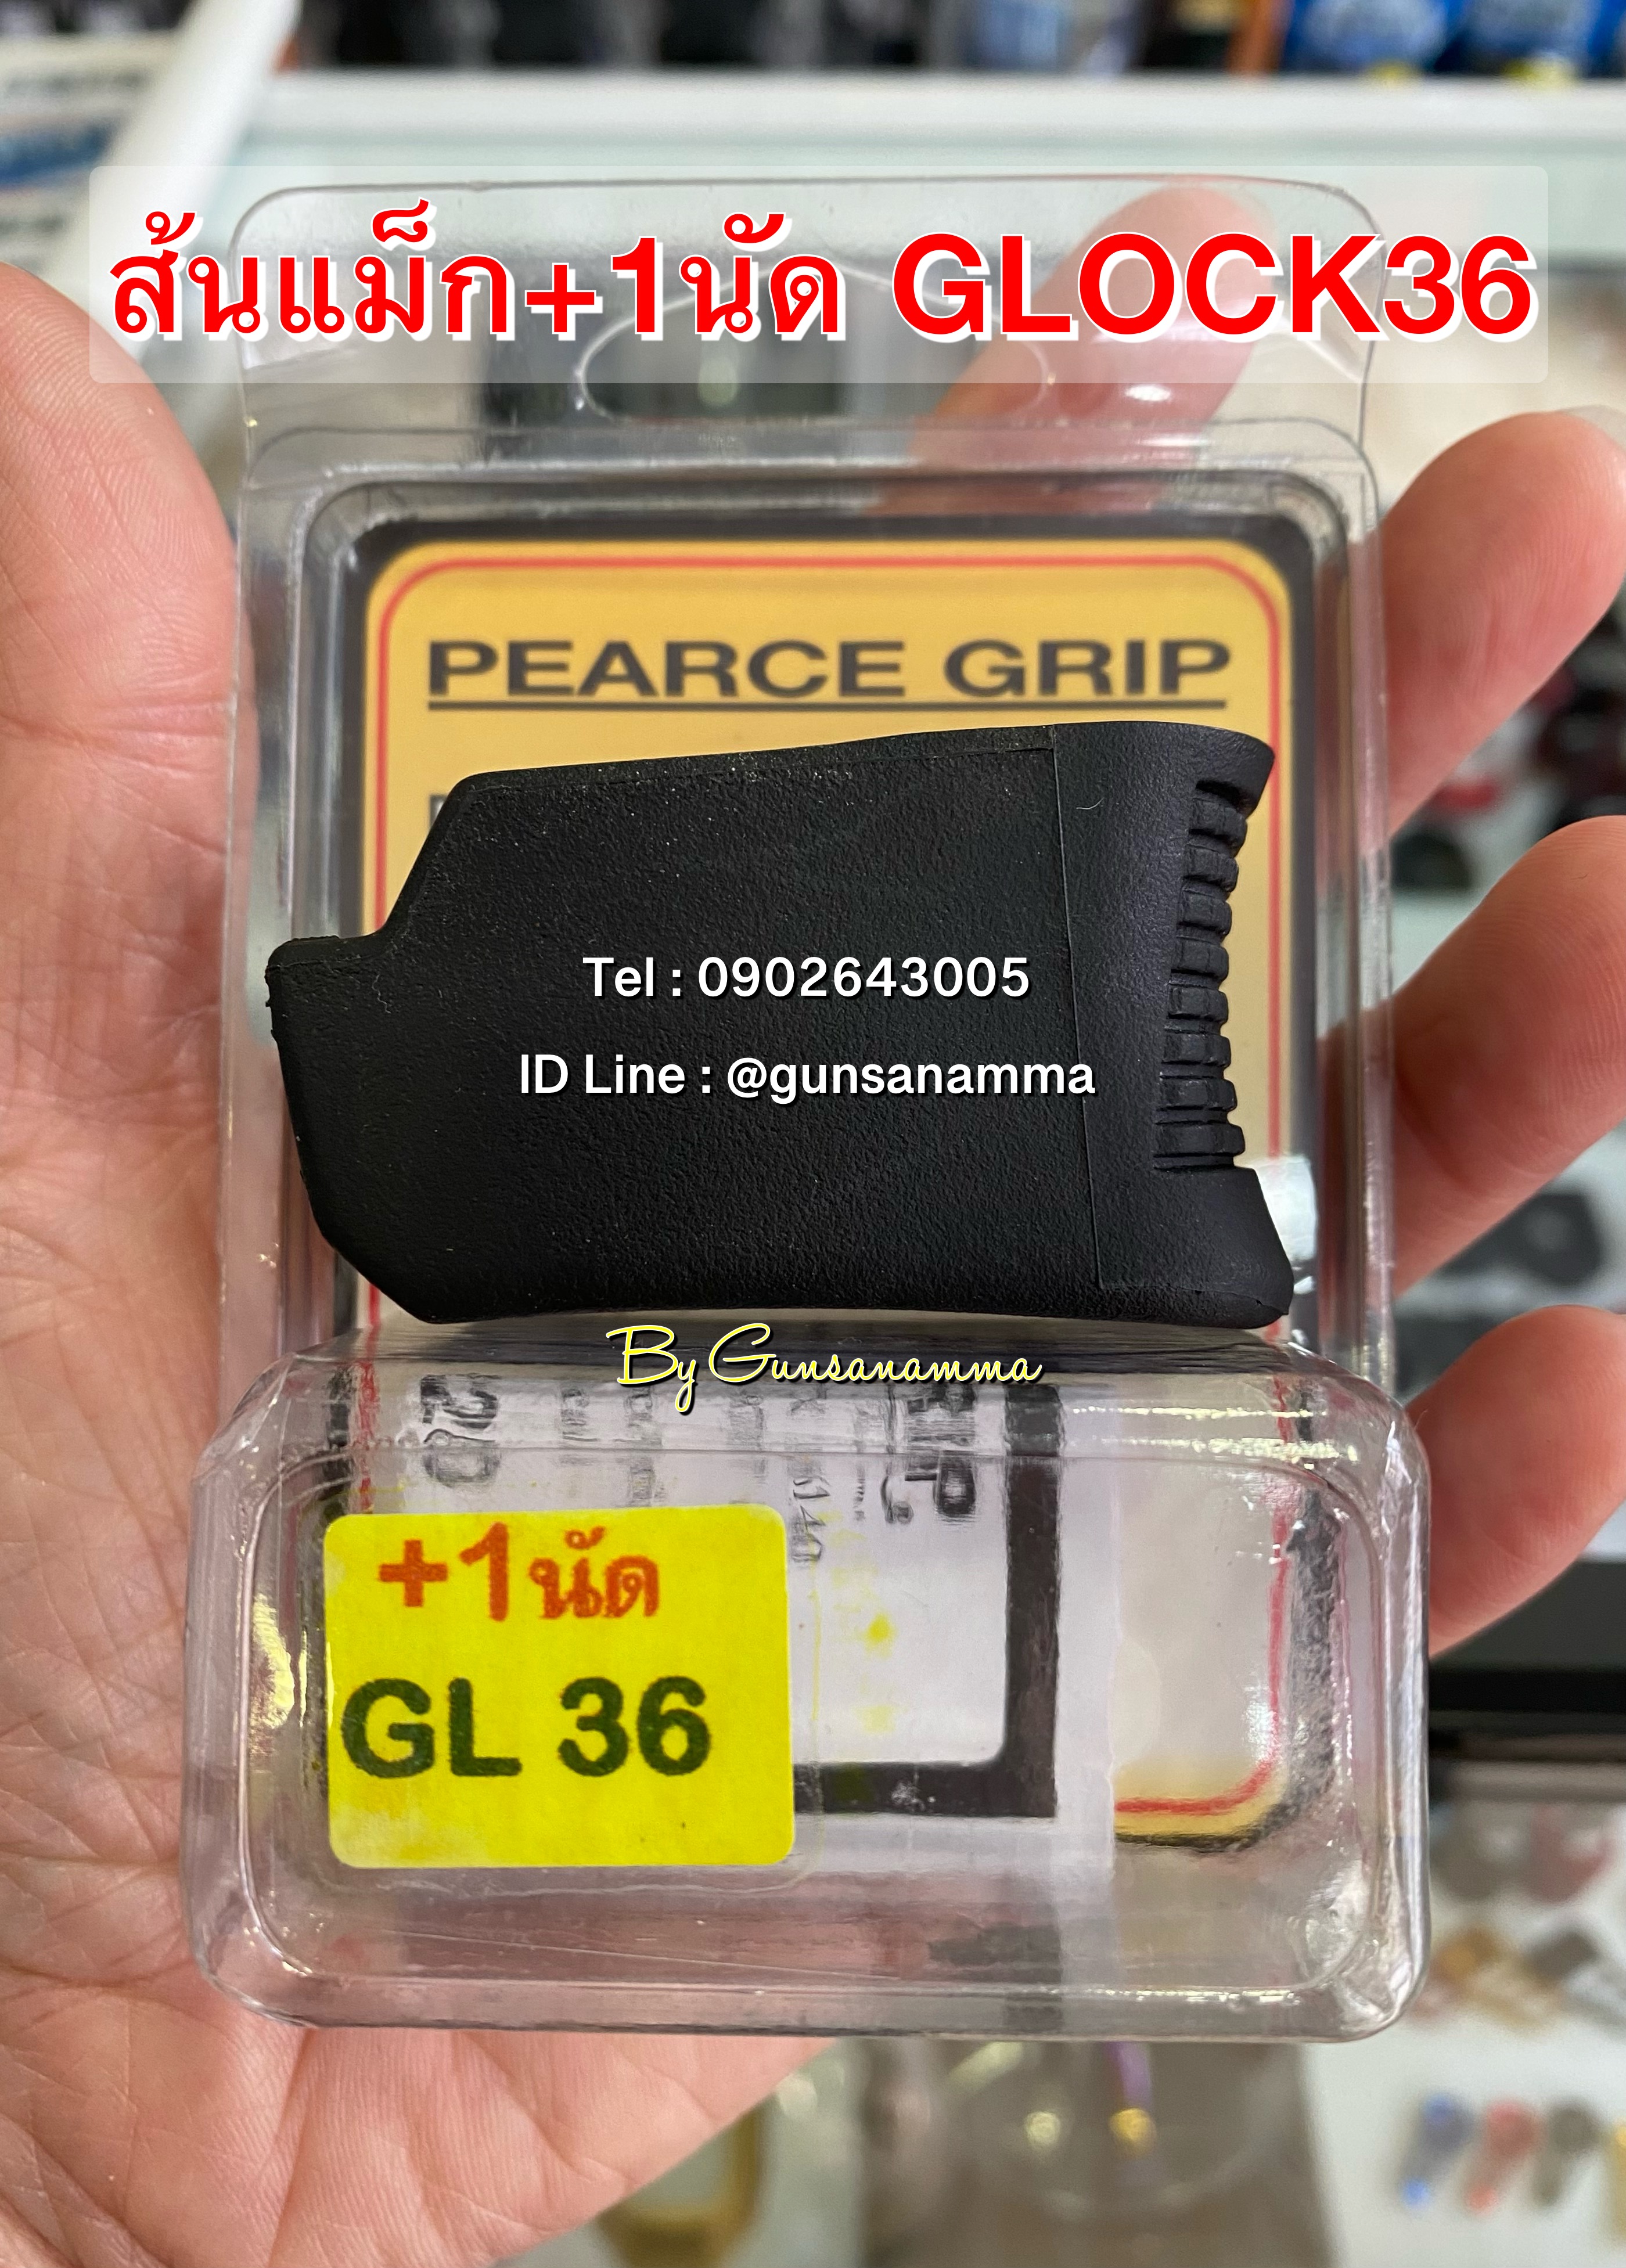 ส้นแม็ก+1นัด GLOCK36
PEARCE GRIP
Tel : 0902643005
ID Line : @gunsanamma
By Gunsanamma
+1นัด
GL 36